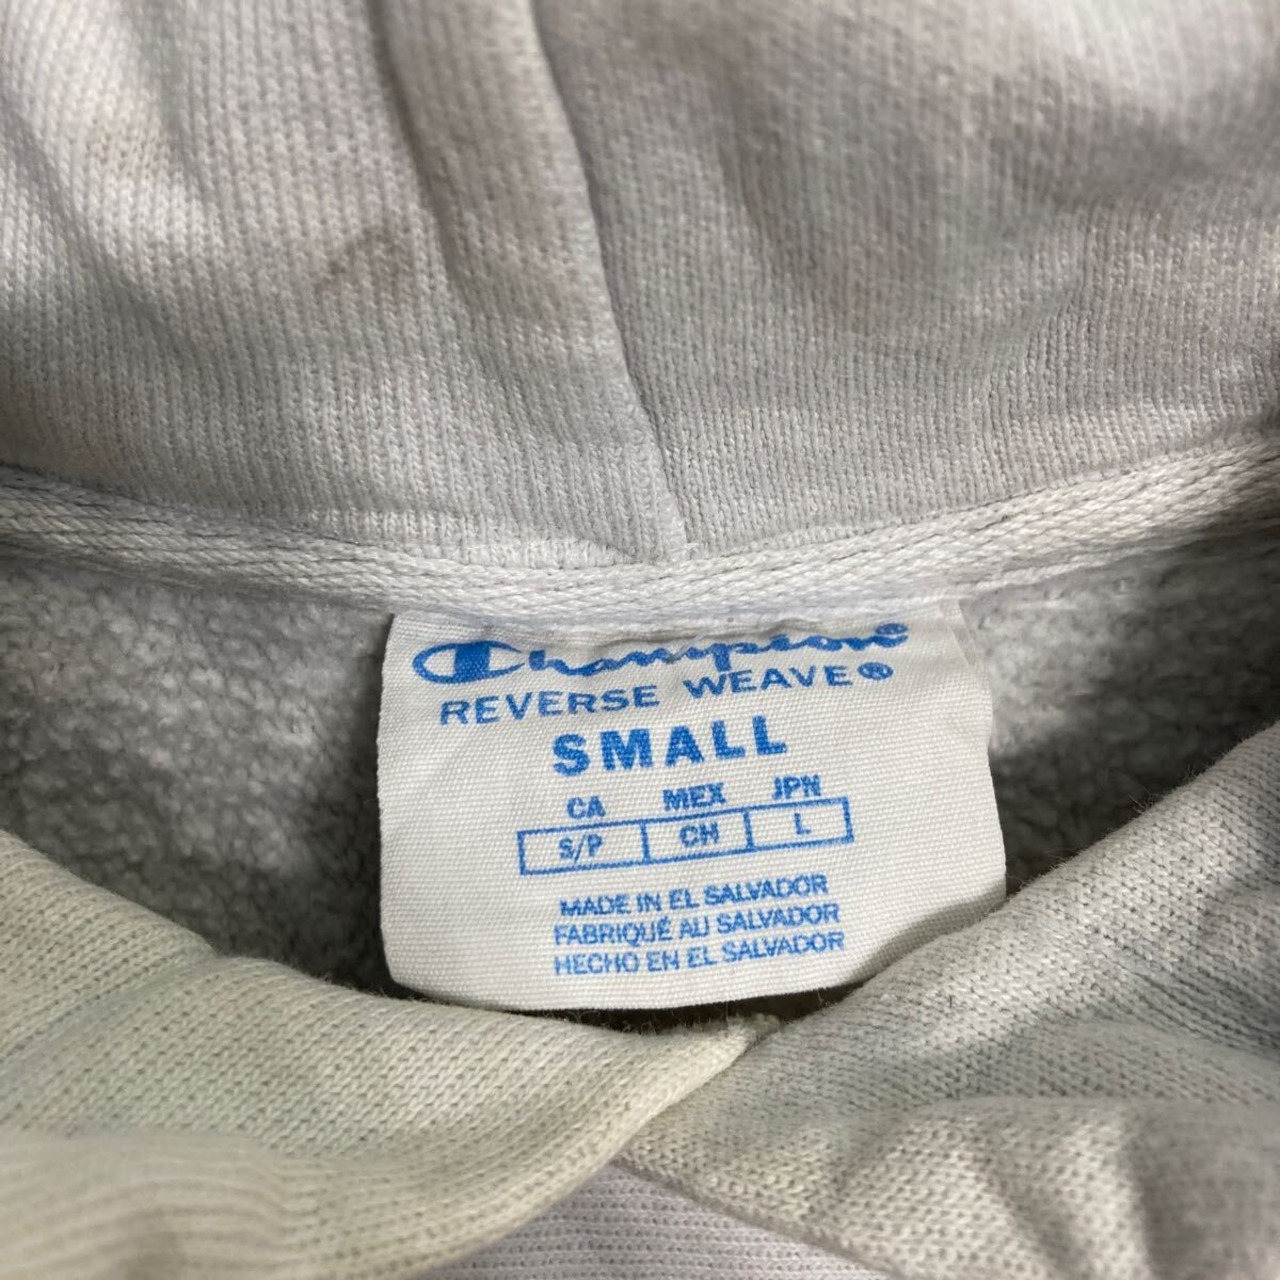 Champion®
REVERSE WEAVE®
SMALL
CA MEX JPN
S/P CH L
MADE IN EL SALVADOR
FABRIQUÉ AU SALVADOR
HECHO EN EL SALVADOR